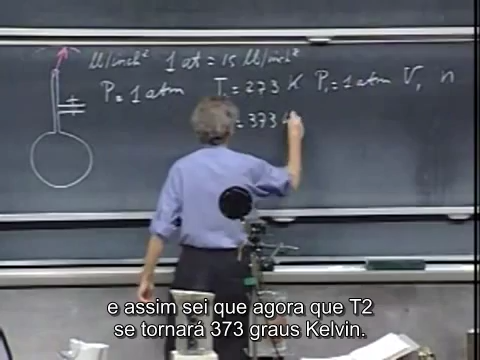 lb/inch² 1 at = 15 lb/inch²
P = 1 atm T₁ = 273 K P₁ = 1 atm V₁ n
= 373 K
e assim sei que agora que T2
se tornará 373 graus Kelvin.